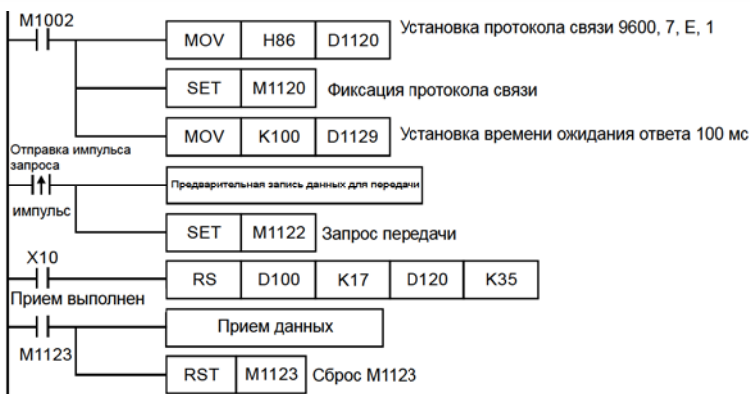 M1002
MOV H86 D1120 Установка протокола связи 9600, 7, E, 1
SET M1120 Фиксация протокола связи
MOV K100 D1129 Установка времени ожидания ответа 100 мс
Отправка импульса
запроса
Предварительная запись данных для передачи
импульс
SET M1122 Запрос передачи
X10
RS D100 K17 D120 K35
Прием выполнен
Прием данных
M1123
RST M1123 Сброс M1123